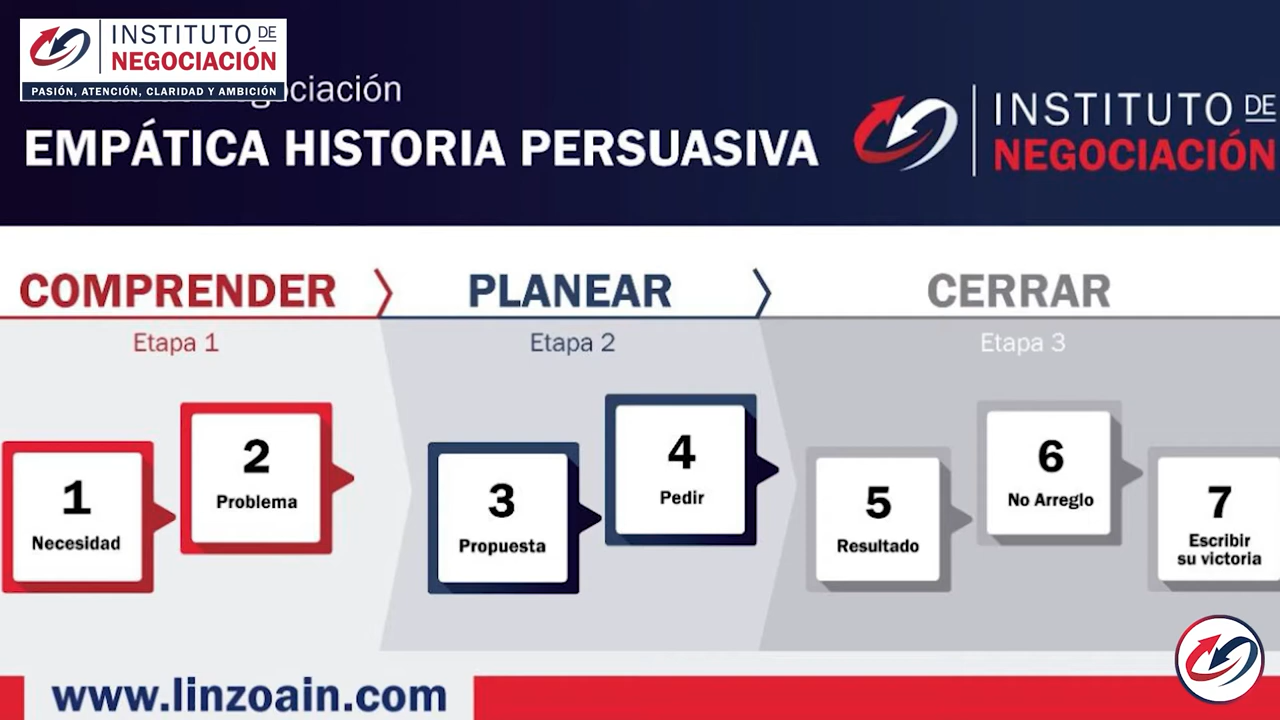 INSTITUTO DE
NEGOCIACIÓN
PASIÓN, ATENCIÓN, CLARIDAD Y AMBICIÓN
EMPÁTICA HISTORIA PERSUASIVA
INSTITUTO DE
NEGOCIACIÓN
COMPRENDER
PLANEAR
CERRAR
Etapa 1
Etapa 2
Etapa 3
1
Necesidad
2
Problema
3
Propuesta
4
Pedir
5
Resultado
6
No Arreglo
7
Escribir
su victoria
www.linzoain.com